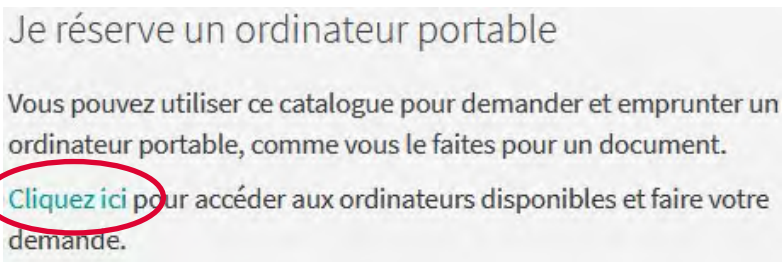 Je réserve un ordinateur portable
Vous pouvez utiliser ce catalogue pour demander et emprunter un
ordinateur portable, comme vous le faites pour un document.
Cliquez ici pour accéder aux ordinateurs disponibles et faire votre
demande.